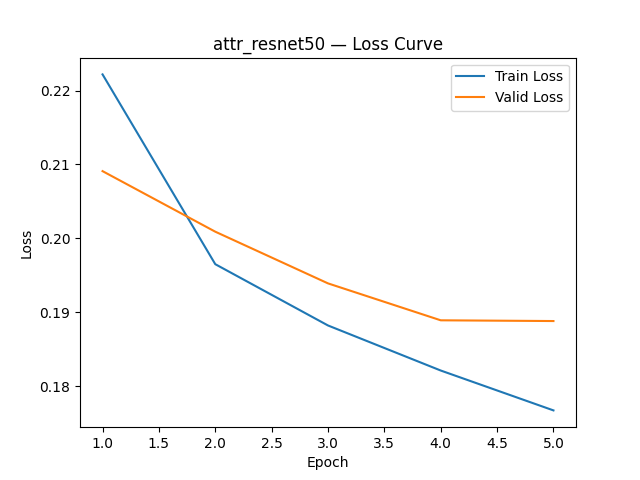 attr_resnet50 — Loss Curve
Train Loss
Valid Loss
0.22
0.21
0.20
0.19
0.18
Loss
1.0 1.5 2.0 2.5 3.0 3.5 4.0 4.5 5.0
Epoch